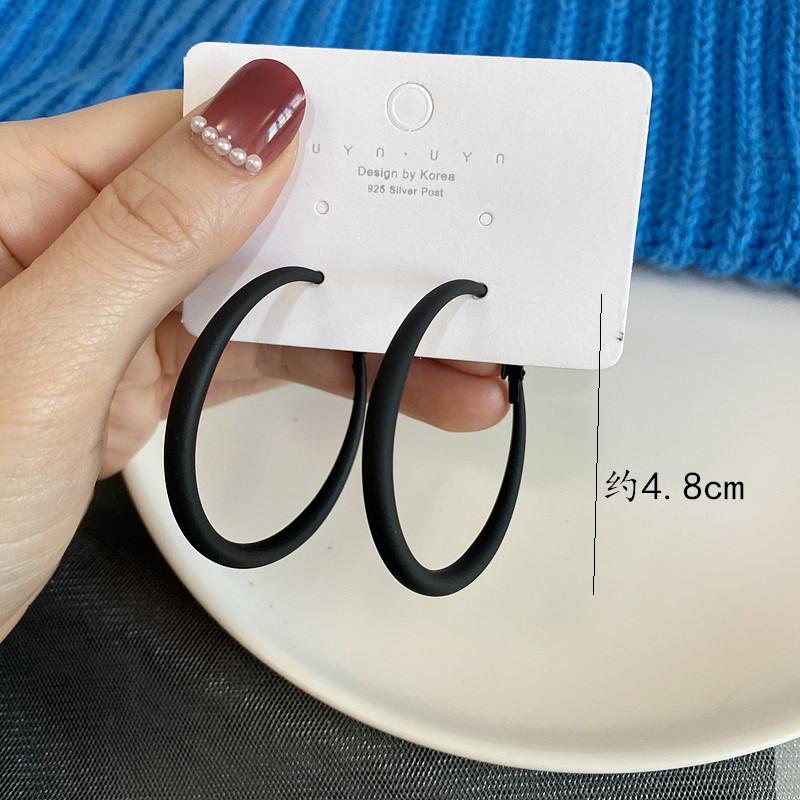 UYN·UYN
Design by Korea
925 Silver Post
约4.8cm